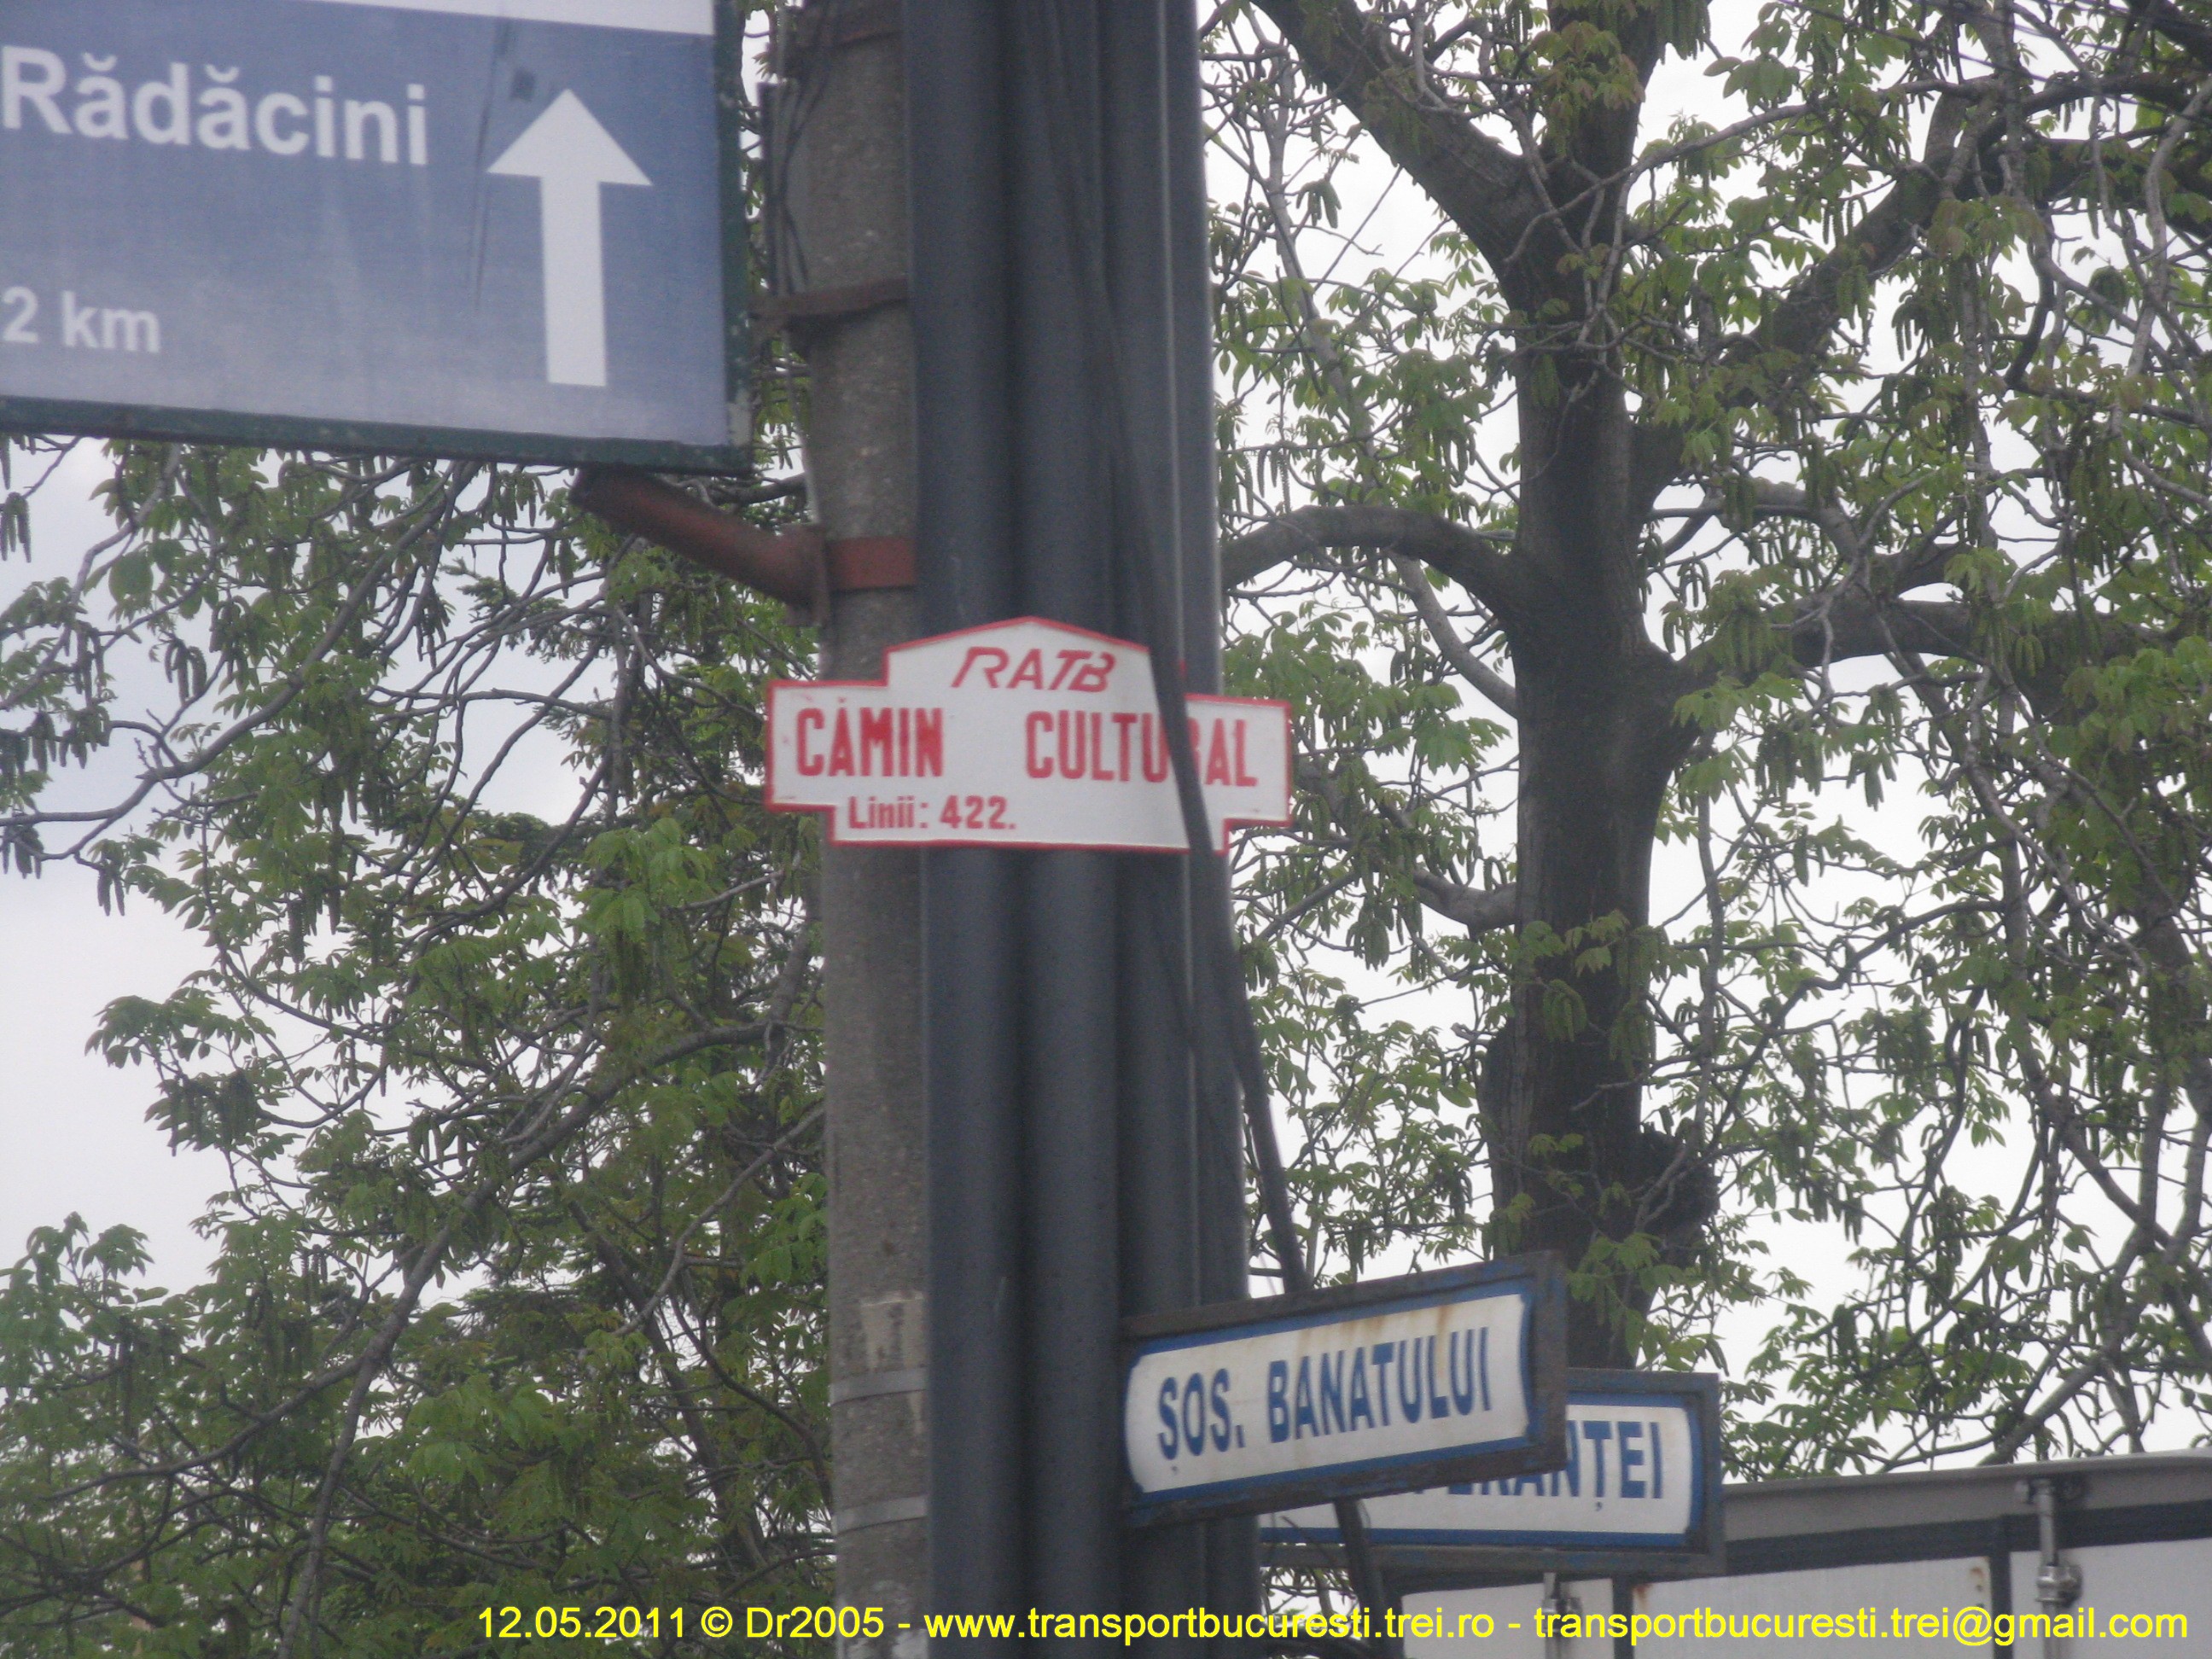 Rădăcini
2 km
RATB
CĂMIN CULTURAL
Linii: 422.
ȘOS. BANATULUI
12.05.2011 © Dr2005 - www.transportbucuresti.trei.ro - transportbucuresti.trei@gmail.com